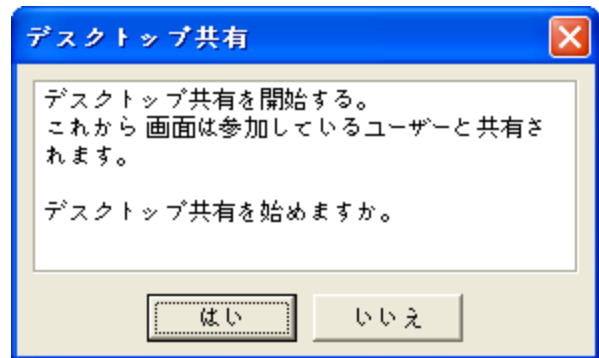 デスクトップ共有
デスクトップ共有を開始する。
これから 画面は参加しているユーザーと共有さ
れます。
デスクトップ共有を始めますか。
はい
いいえ